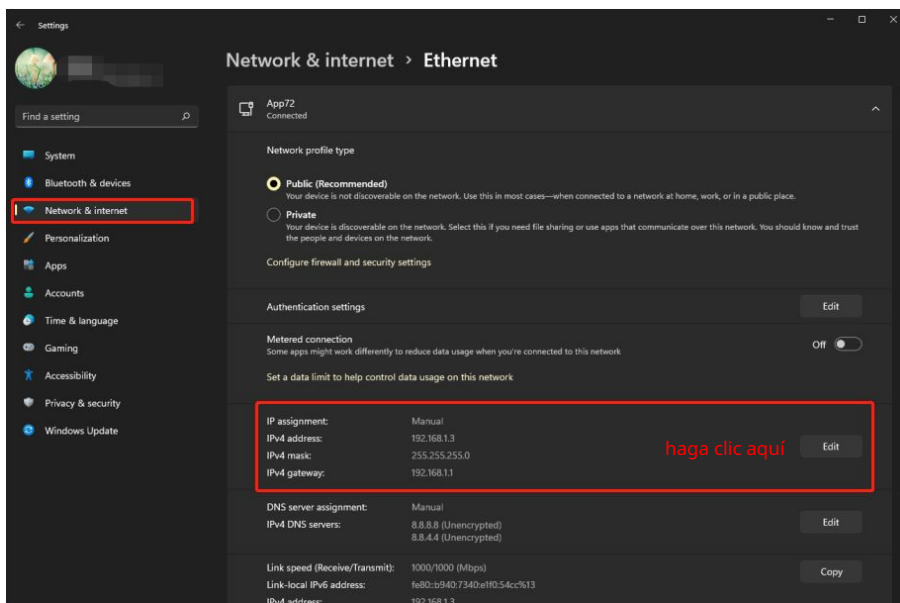 Settings
Network & internet > Ethernet
Find a setting
System
Bluetooth & devices
Network & internet
Personalization
Apps
Accounts
Time & language
Gaming
Accessibility
Privacy & security
Windows Update
App72
Connected
Network profile type
Public (Recommended)
Your device is not discoverable on the network. Use this in most cases—when connected to a network at home, work, or in a public place.
Private
Your device is discoverable on the network. Select this if you need file sharing or use apps that communicate over this network. You should know and trust
the people and devices on the network.
Configure firewall and security settings
Authentication settings Edit
Metered connection
Some apps might work differently to reduce data usage when you're connected to this network
Off
Set a data limit to help control data usage on this network
IP assignment: Manual
IPv4 address: 192.168.1.3
IPv4 mask: 255.255.255.0
IPv4 gateway: 192.168.1.1
haga clic aquí Edit
DNS server assignment: Manual
IPv4 DNS servers: 8.8.8.8 (Unencrypted)
8.8.4.4 (Unencrypted)
Edit
Link speed (Receive/Transmit): 1000/1000 (Mbps)
Link-local IPv6 address: fe80::b940:7340:e1f0:54cc%13
IPv4 address: 192.168.1.3
Copy